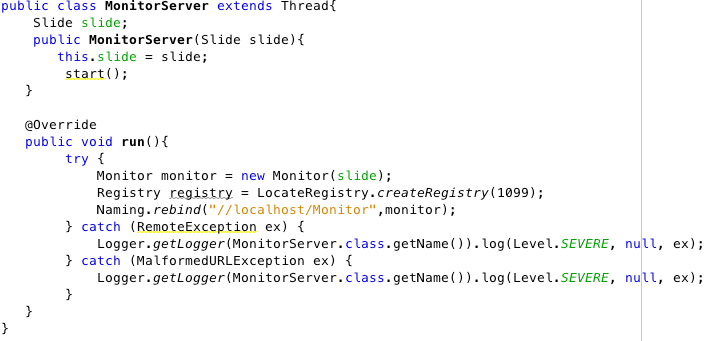 public class MonitorServer extends Thread{
    Slide slide;
    public MonitorServer(Slide slide){
       this.slide = slide;
        start();
   }
   @Override
   public void run(){
        try {
            Monitor monitor = new Monitor(slide);
            Registry registry = LocateRegistry.createRegistry(1099);
            Naming.rebind("//localhost/Monitor",monitor);
        } catch (RemoteException ex) {
            Logger.getLogger(MonitorServer.class.getName()).log(Level.SEVERE, null, ex);
        } catch (MalformedURLException ex) {
            Logger.getLogger(MonitorServer.class.getName()).log(Level.SEVERE, null, ex);
        }
   }
}